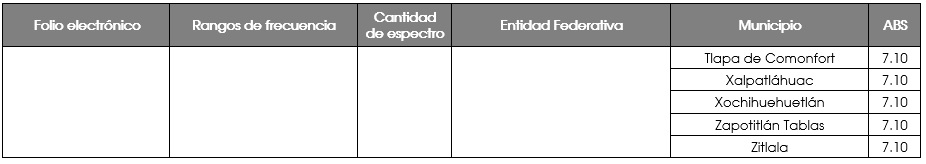 Folio electrónico Rangos de frecuencia Cantidad de espectro Entidad Federativa Municipio ABS
Tlapa de Comonfort 7.10
Xalpatláhuac 7.10
Xochihuehuetlán 7.10
Zapotitlán Tablas 7.10
Zitlala 7.10